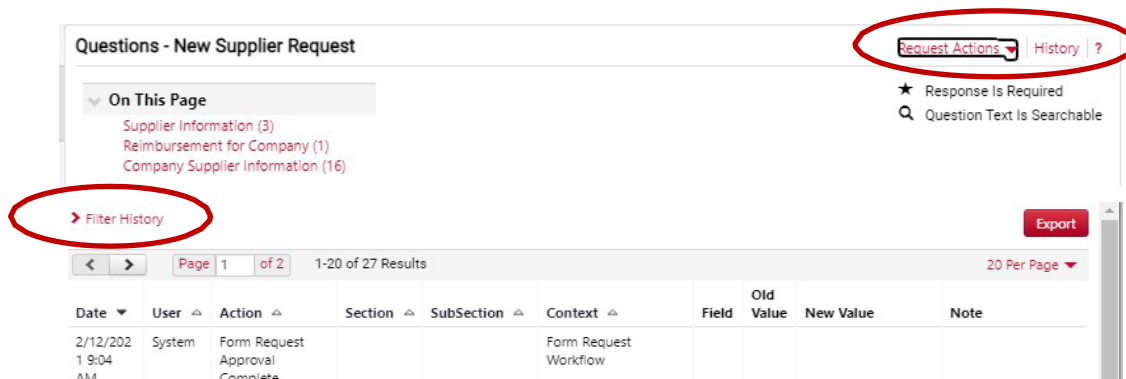 Questions - New Supplier Request
Request Actions History ?
On This Page
Supplier Information (3)
Reimbursement for Company (1)
Company Supplier Information (16)
★ Response Is Required
Question Text Is Searchable
Filter History
Export
Page 1 of 2 1-20 of 27 Results 20 Per Page
Date User Action Section SubSection Context Field Old Value New Value Note
2/12/202 System Form Request Form Request
1 9:04 Approval Workflow
AM Complete